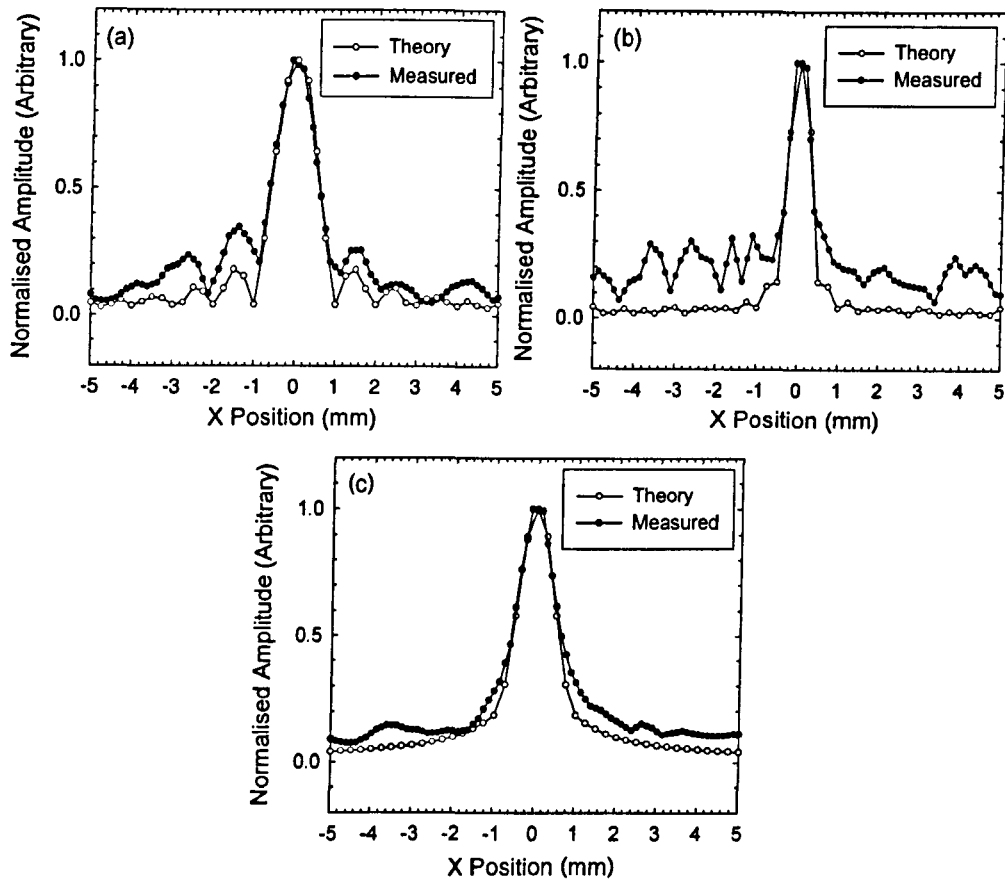 (a)
Theory
Measured
1.0
0.5
0.0
Normalised Amplitude (Arbitrary)
-5 -4 -3 -2 -1 0 1 2 3 4 5
X Position (mm)
(b)
Theory
Measured
1.0
0.5
0.0
Normalised Amplitude (Arbitrary)
-5 -4 -3 -2 -1 0 1 2 3 4 5
X Position (mm)
(c)
Theory
Measured
1.0
0.5
0.0
Normalised Amplitude (Arbitrary)
-5 -4 -3 -2 -1 0 1 2 3 4 5
X Position (mm)